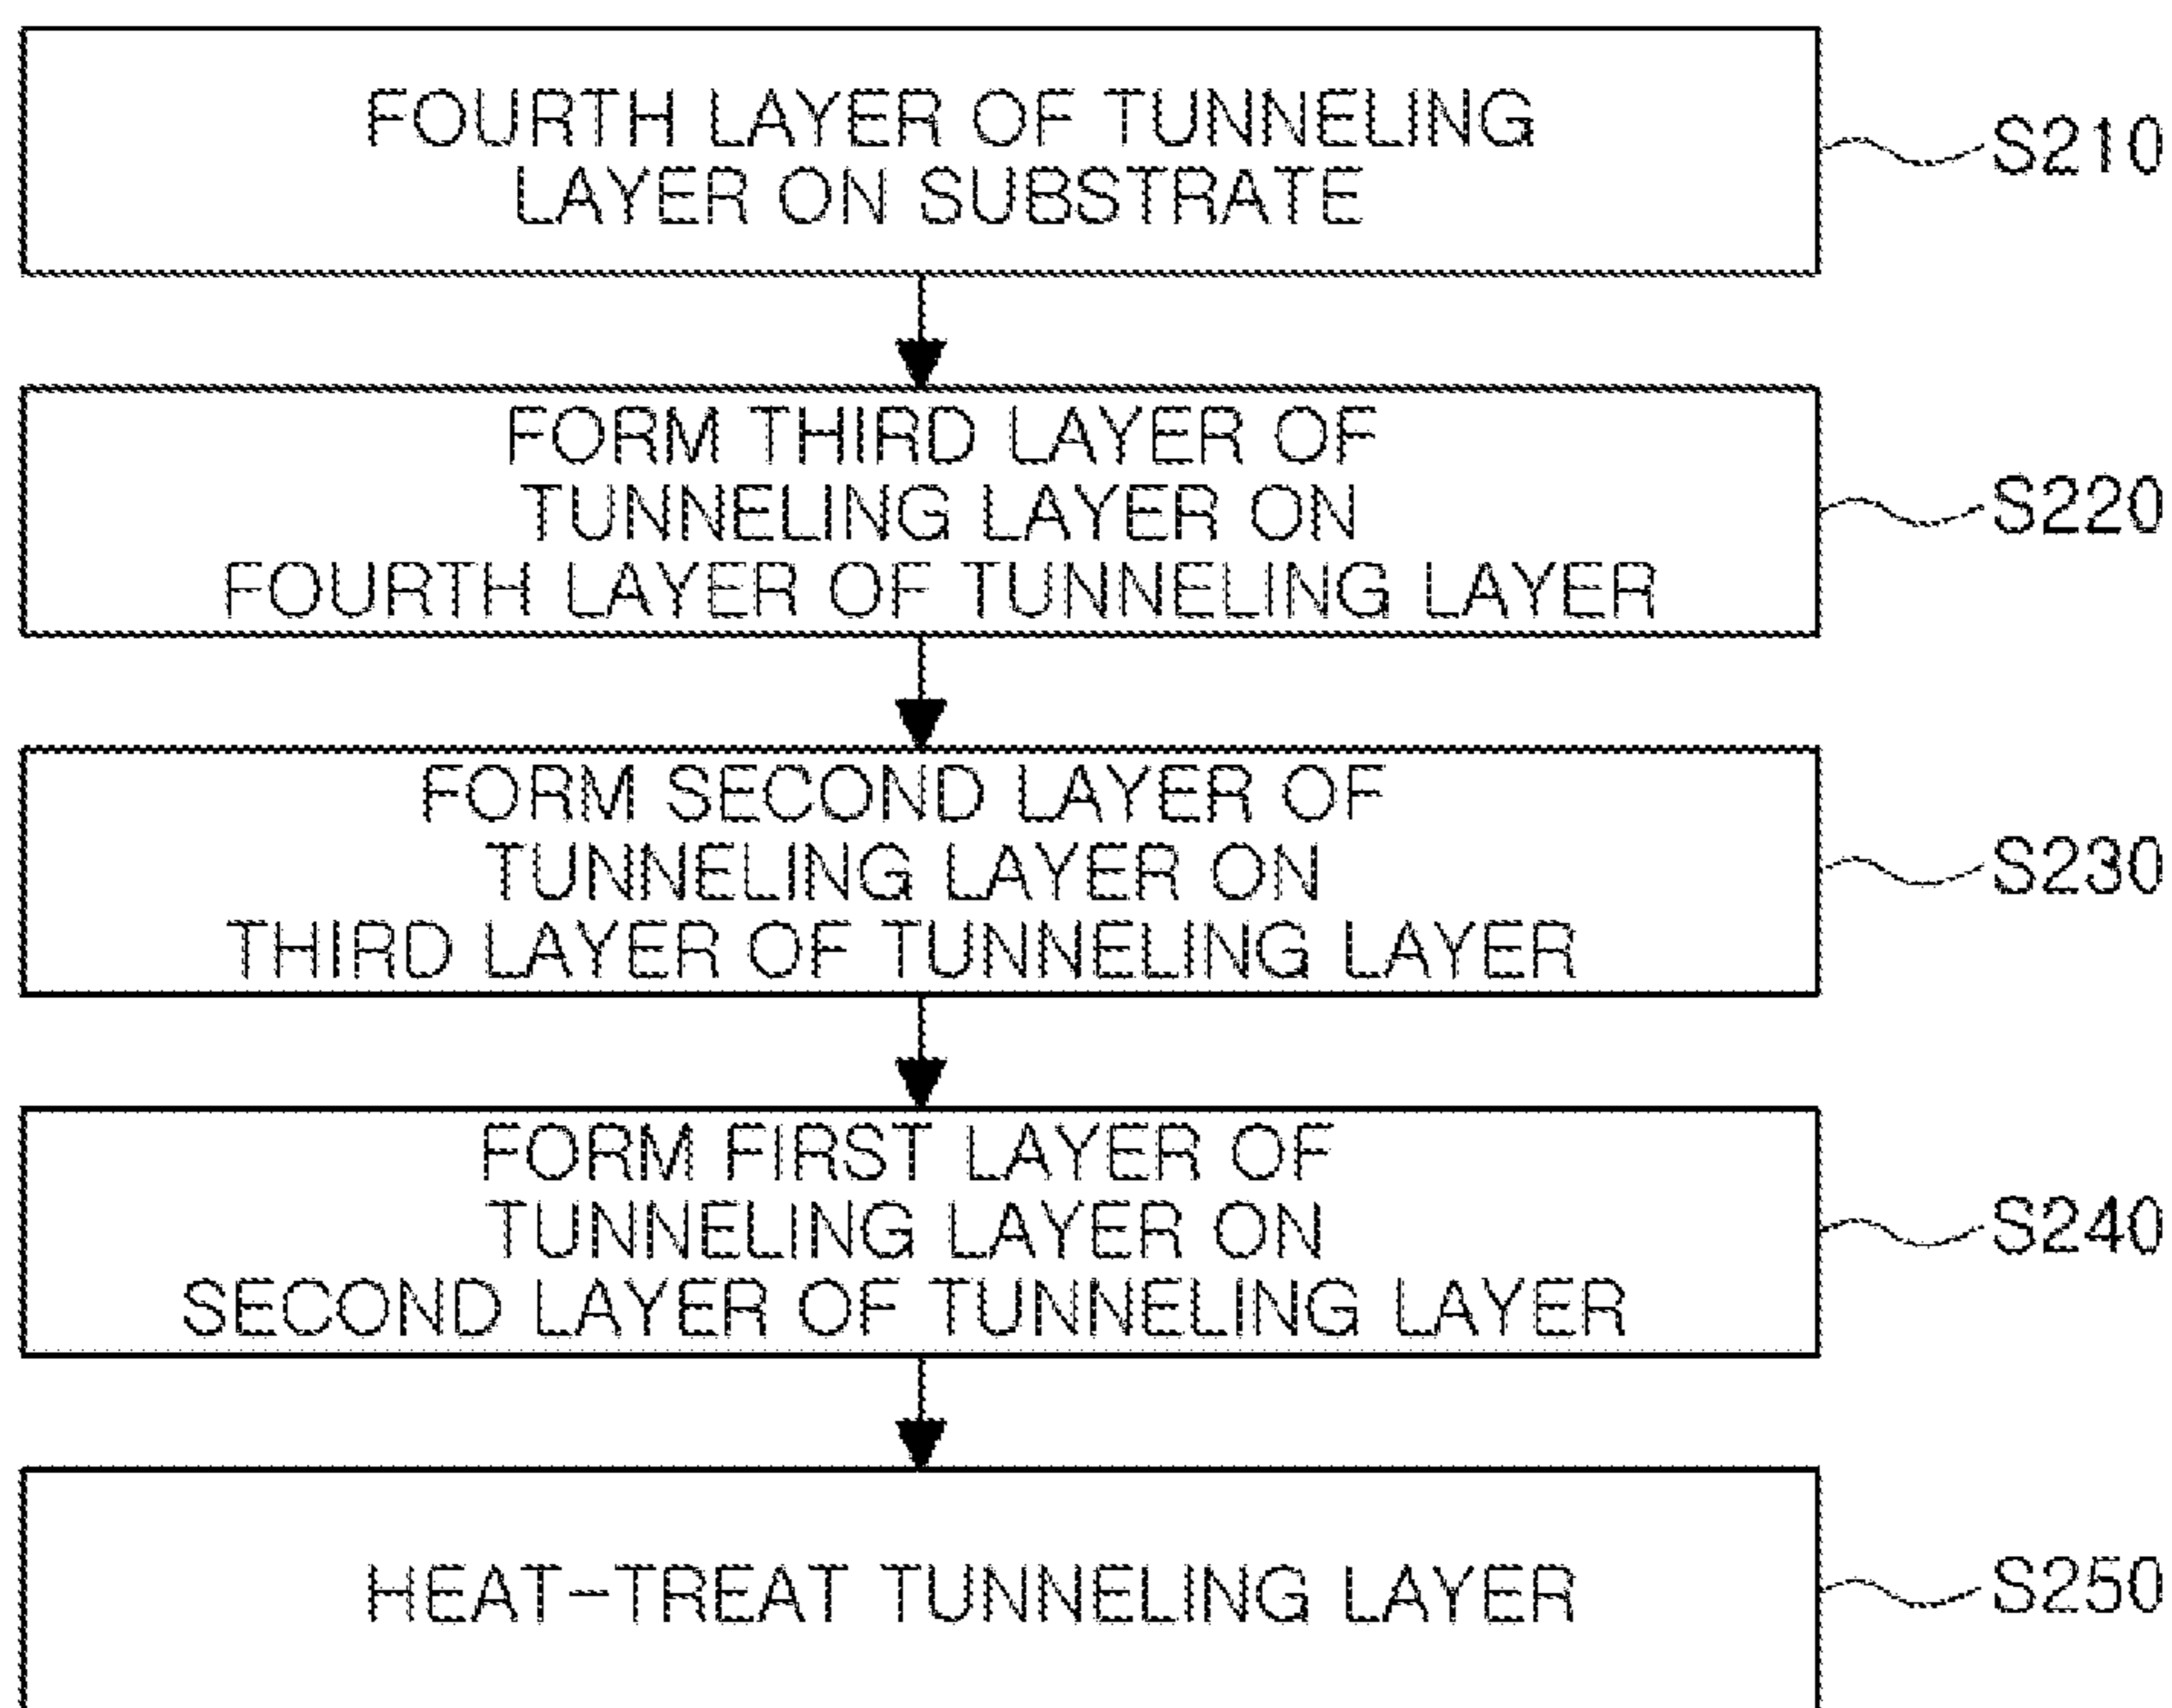 FOURTH LAYER OF TUNNELING
LAYER ON SUBSTRATE
S210
FORM THIRD LAYER OF
TUNNELING LAYER ON
FOURTH LAYER OF TUNNELING LAYER
S220
FORM SECOND LAYER OF
TUNNELING LAYER ON
THIRD LAYER OF TUNNELING LAYER
S230
FORM FIRST LAYER OF
TUNNELING LAYER ON
SECOND LAYER OF TUNNELING LAYER
S240
HEAT-TREAT TUNNELING LAYER
S250